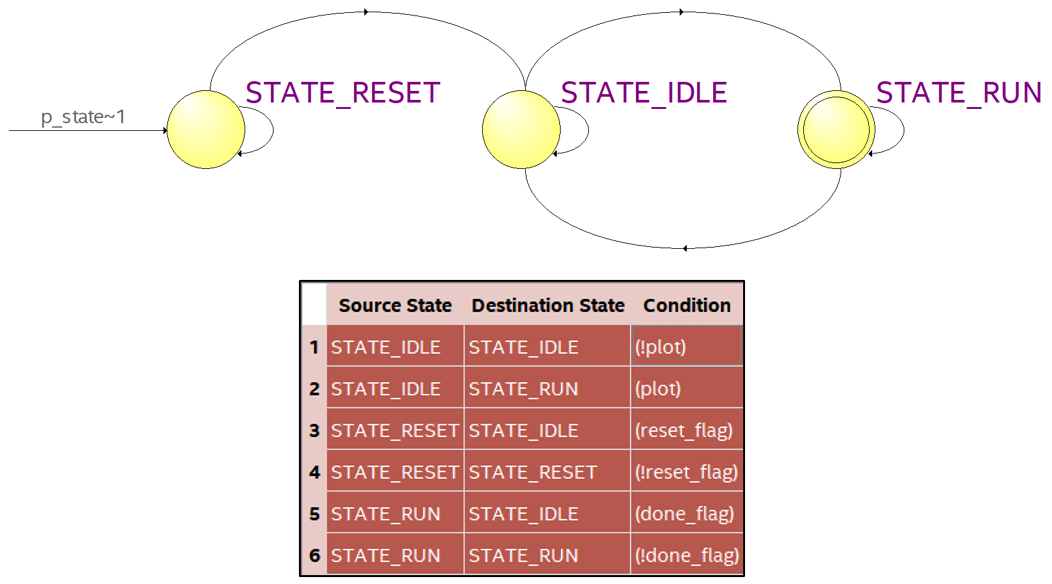 STATE_RESET STATE_IDLE STATE_RUN
p_state~1
Source State Destination State Condition
1 STATE_IDLE STATE_IDLE (!plot)
2 STATE_IDLE STATE_RUN (plot)
3 STATE_RESET STATE_IDLE (reset_flag)
4 STATE_RESET STATE_RESET (!reset_flag)
5 STATE_RUN STATE_IDLE (done_flag)
6 STATE_RUN STATE_RUN (!done_flag)